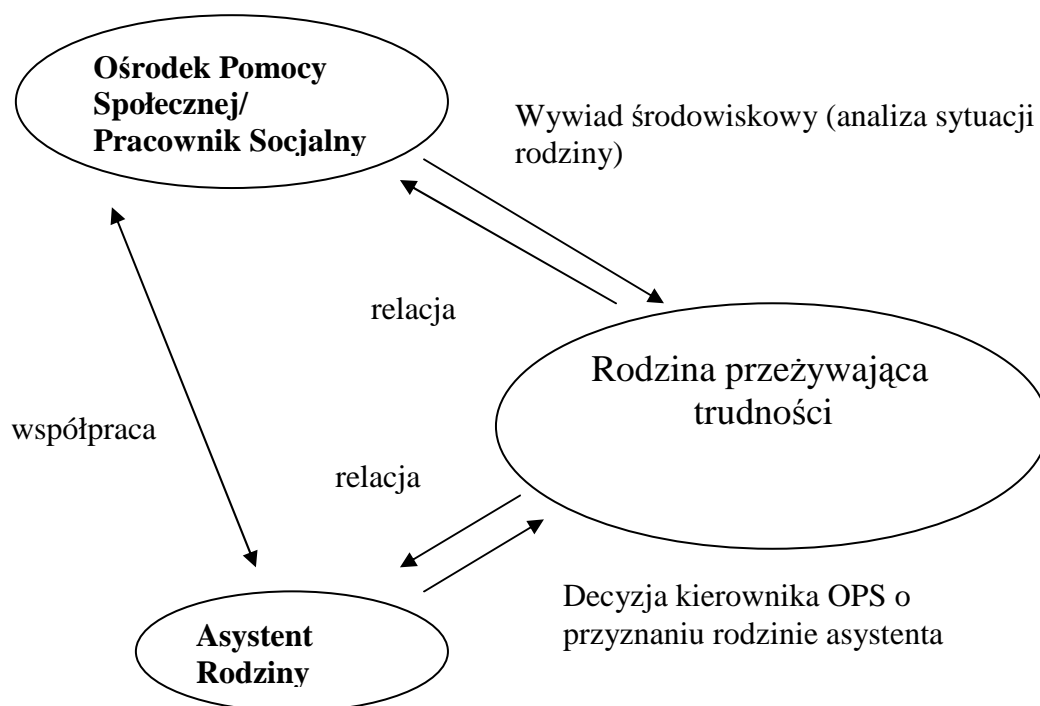 Ośrodek Pomocy
Społecznej/
Pracownik Socjalny
Wywiad środowiskowy (analiza sytuacji
rodziny)
relacja
Rodzina przeżywająca
trudności
współpraca
relacja
Decyzja kierownika OPS o
przyznaniu rodzinie asystenta
Asystent
Rodziny